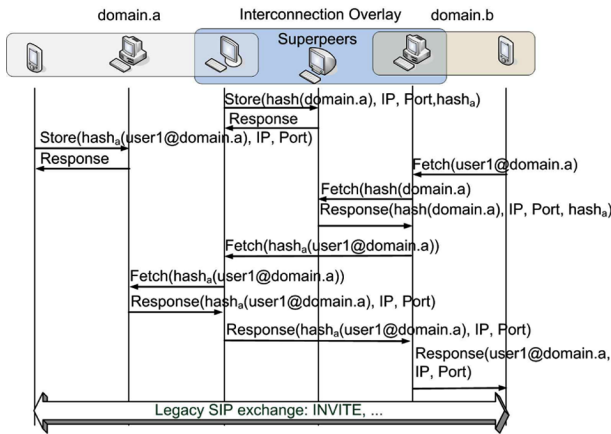 domain.a
Interconnection Overlay
domain.b
Superpeers
Store(hash(domain.a), IP, Port,hashₐ)
Response
Store(hashₐ(user1@domain.a), IP, Port)
Response
Fetch(user1@domain.a)
Fetch(hash(domain.a)
Response(hash(domain.a), IP, Port, hashₐ)
Fetch(hashₐ(user1@domain.a))
Fetch(hashₐ(user1@domain.a))
Response(hashₐ(user1@domain.a), IP, Port)
Response(hashₐ(user1@domain.a), IP, Port)
Response(user1@domain.a,
IP, Port)
Legacy SIP exchange: INVITE, ...